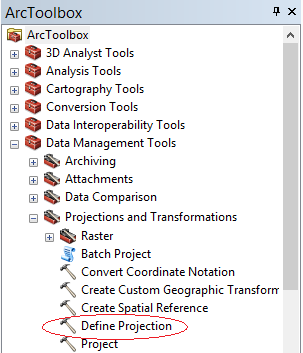 ArcToolbox
ArcToolbox
3D Analyst Tools
Analysis Tools
Cartography Tools
Conversion Tools
Data Interoperability Tools
Data Management Tools
Archiving
Attachments
Data Comparison
Projections and Transformations
Raster
Batch Project
Convert Coordinate Notation
Create Custom Geographic Transform
Create Spatial Reference
Define Projection
Project